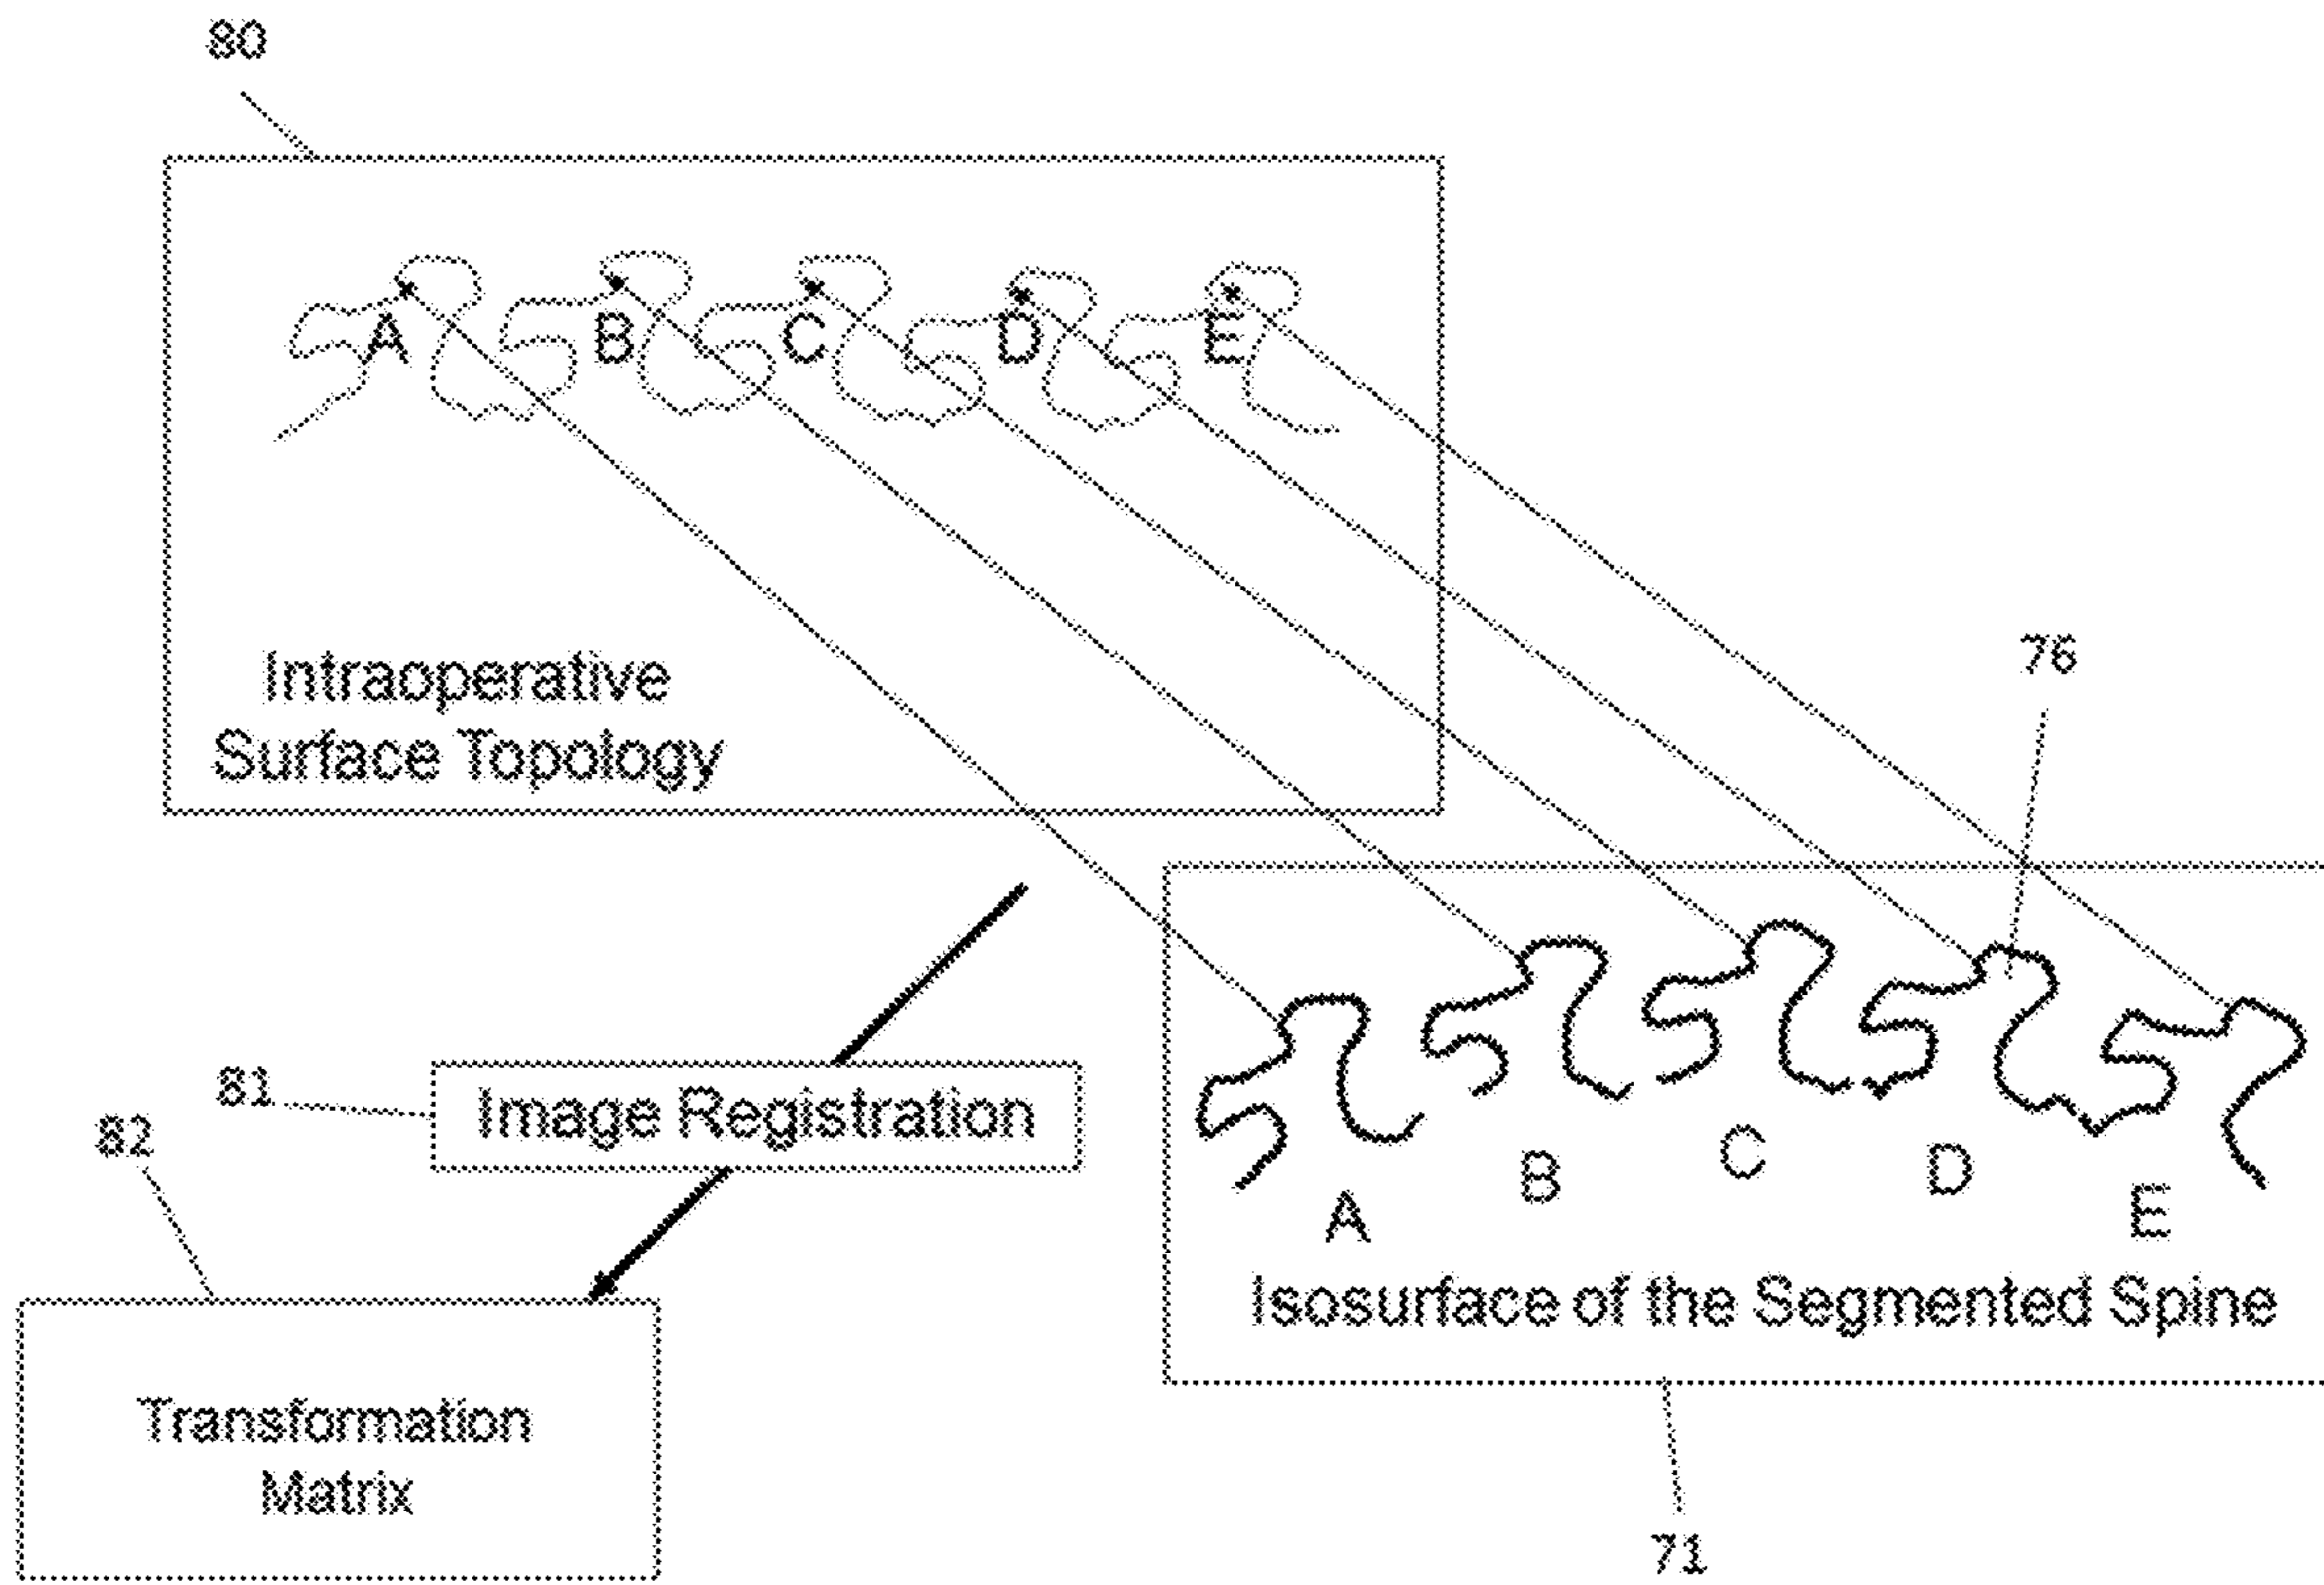 80
A B C D E
Intraoperative
Surface Topology
76
81
Image Registration
82
A B C D E
Isosurface of the Segmented Spine
Transformation
Matrix
71